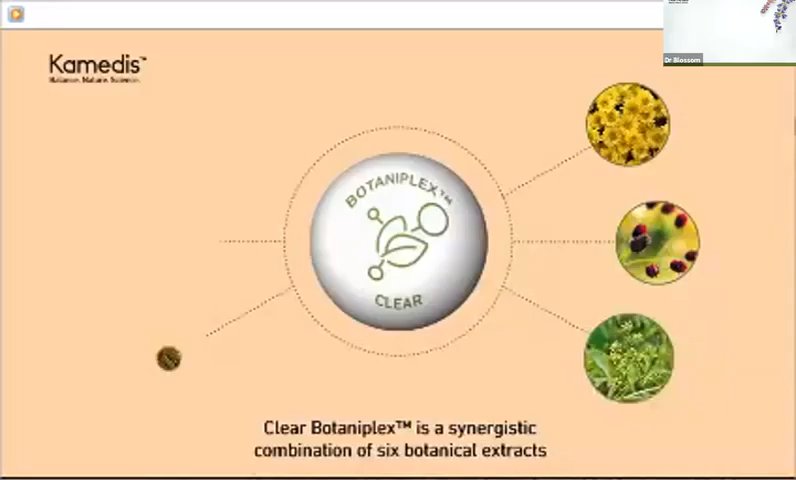 Dr Blossom
Kamedis™
Balance. Nature. Science.
BOTANIPLEX™
CLEAR
Clear Botaniplex™ is a synergistic
combination of six botanical extracts